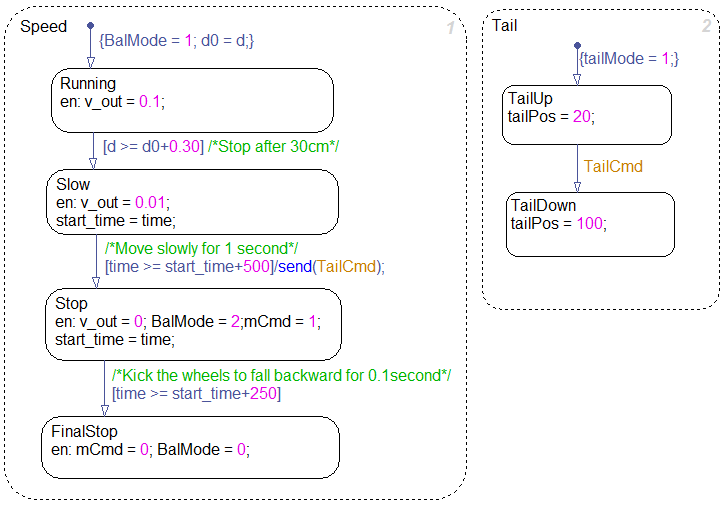 Speed
1
{BalMode = 1; d0 = d;}
Running
en: v_out = 0.1;
[d >= d0+0.30] /*Stop after 30cm*/
Slow
en: v_out = 0.01;
start_time = time;
/*Move slowly for 1 second*/
[time >= start_time+500]/send(TailCmd);
Stop
en: v_out = 0; BalMode = 2;mCmd = 1;
start_time = time;
/*Kick the wheels to fall backward for 0.1second*/
[time >= start_time+250]
FinalStop
en: mCmd = 0; BalMode = 0;
Tail
2
{tailMode = 1;}
TailUp
tailPos = 20;
TailCmd
TailDown
tailPos = 100;